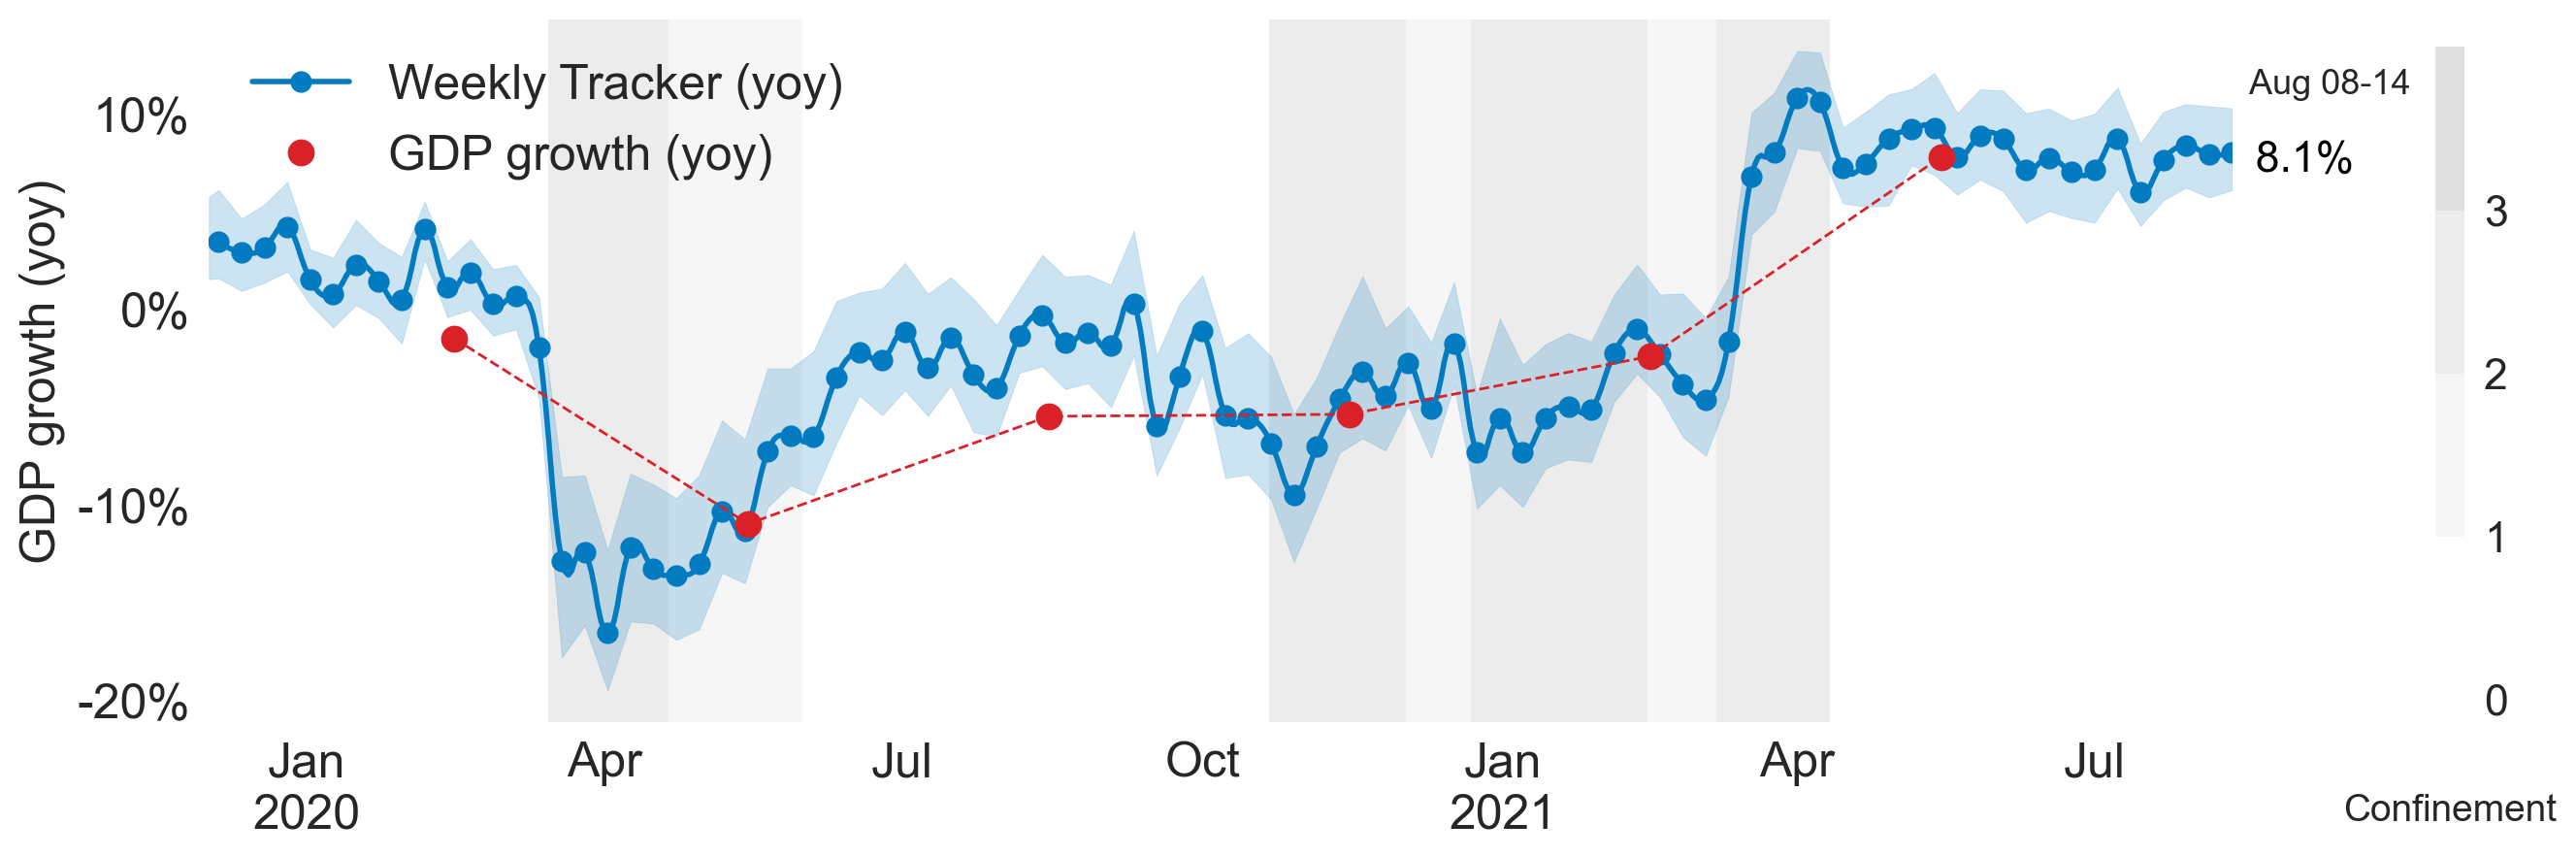 Weekly Tracker (yoy)
GDP growth (yoy)
Aug 08-14
8.1%
GDP growth (yoy)
10%
0%
-10%
-20%
3
2
1
0
Jan Apr Jul Oct Jan Apr Jul
2020 2021
Confinement